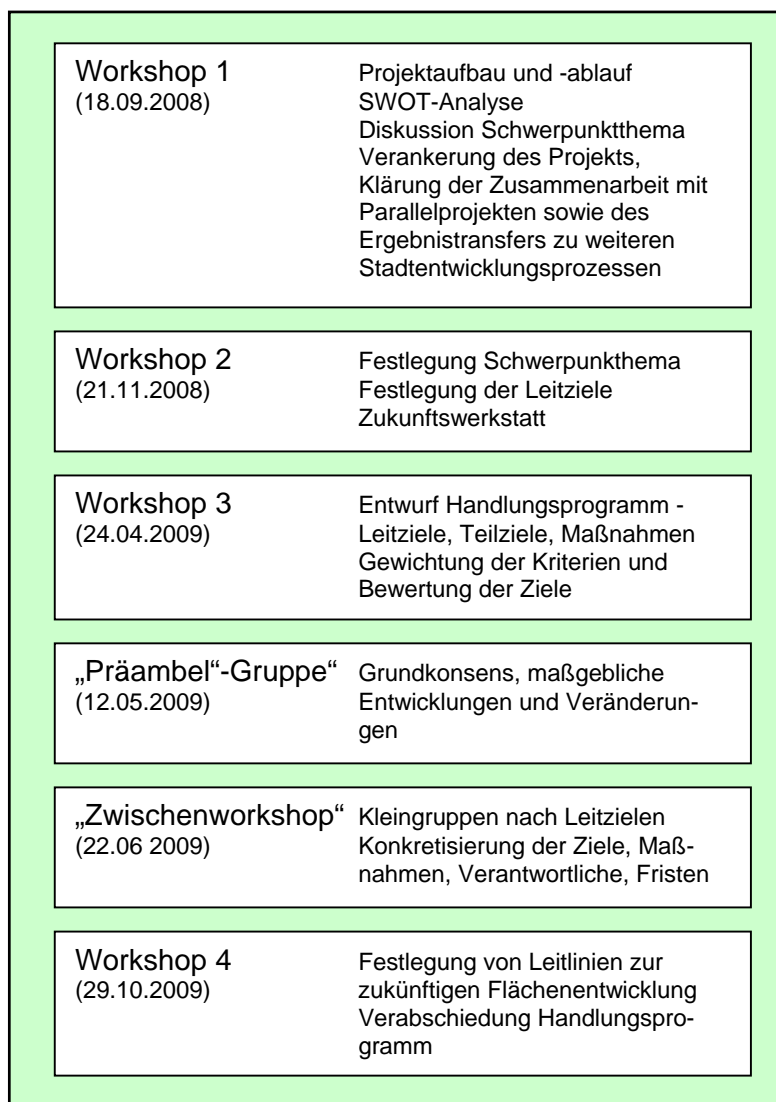 Workshop 1
(18.09.2008)
Projektaufbau und -ablauf
SWOT-Analyse
Diskussion Schwerpunktthema
Verankerung des Projekts,
Klärung der Zusammenarbeit mit
Parallelprojekten sowie des
Ergebnistransfers zu weiteren
Stadtentwicklungsprozessen
Workshop 2
(21.11.2008)
Festlegung Schwerpunkthema
Festlegung der Leitziele
Zukunftswerkstatt
Workshop 3
(24.04.2009)
Entwurf Handlungsprogramm -
Leitziele, Teilziele, Maßnahmen
Gewichtung der Kriterien und
Bewertung der Ziele
„Präambel“-Gruppe“
(12.05.2009)
Grundkonsens, maßgebliche
Entwicklungen und Veränderun-
gen
„Zwischenworkshop“
(22.06 2009)
Kleingruppen nach Leitzielen
Konkretisierung der Ziele, Maß-
nahmen, Verantwortliche, Fristen
Workshop 4
(29.10.2009)
Festlegung von Leitlinien zur
zukünftigen Flächenentwicklung
Verabschiedung Handlungspro-
gramm